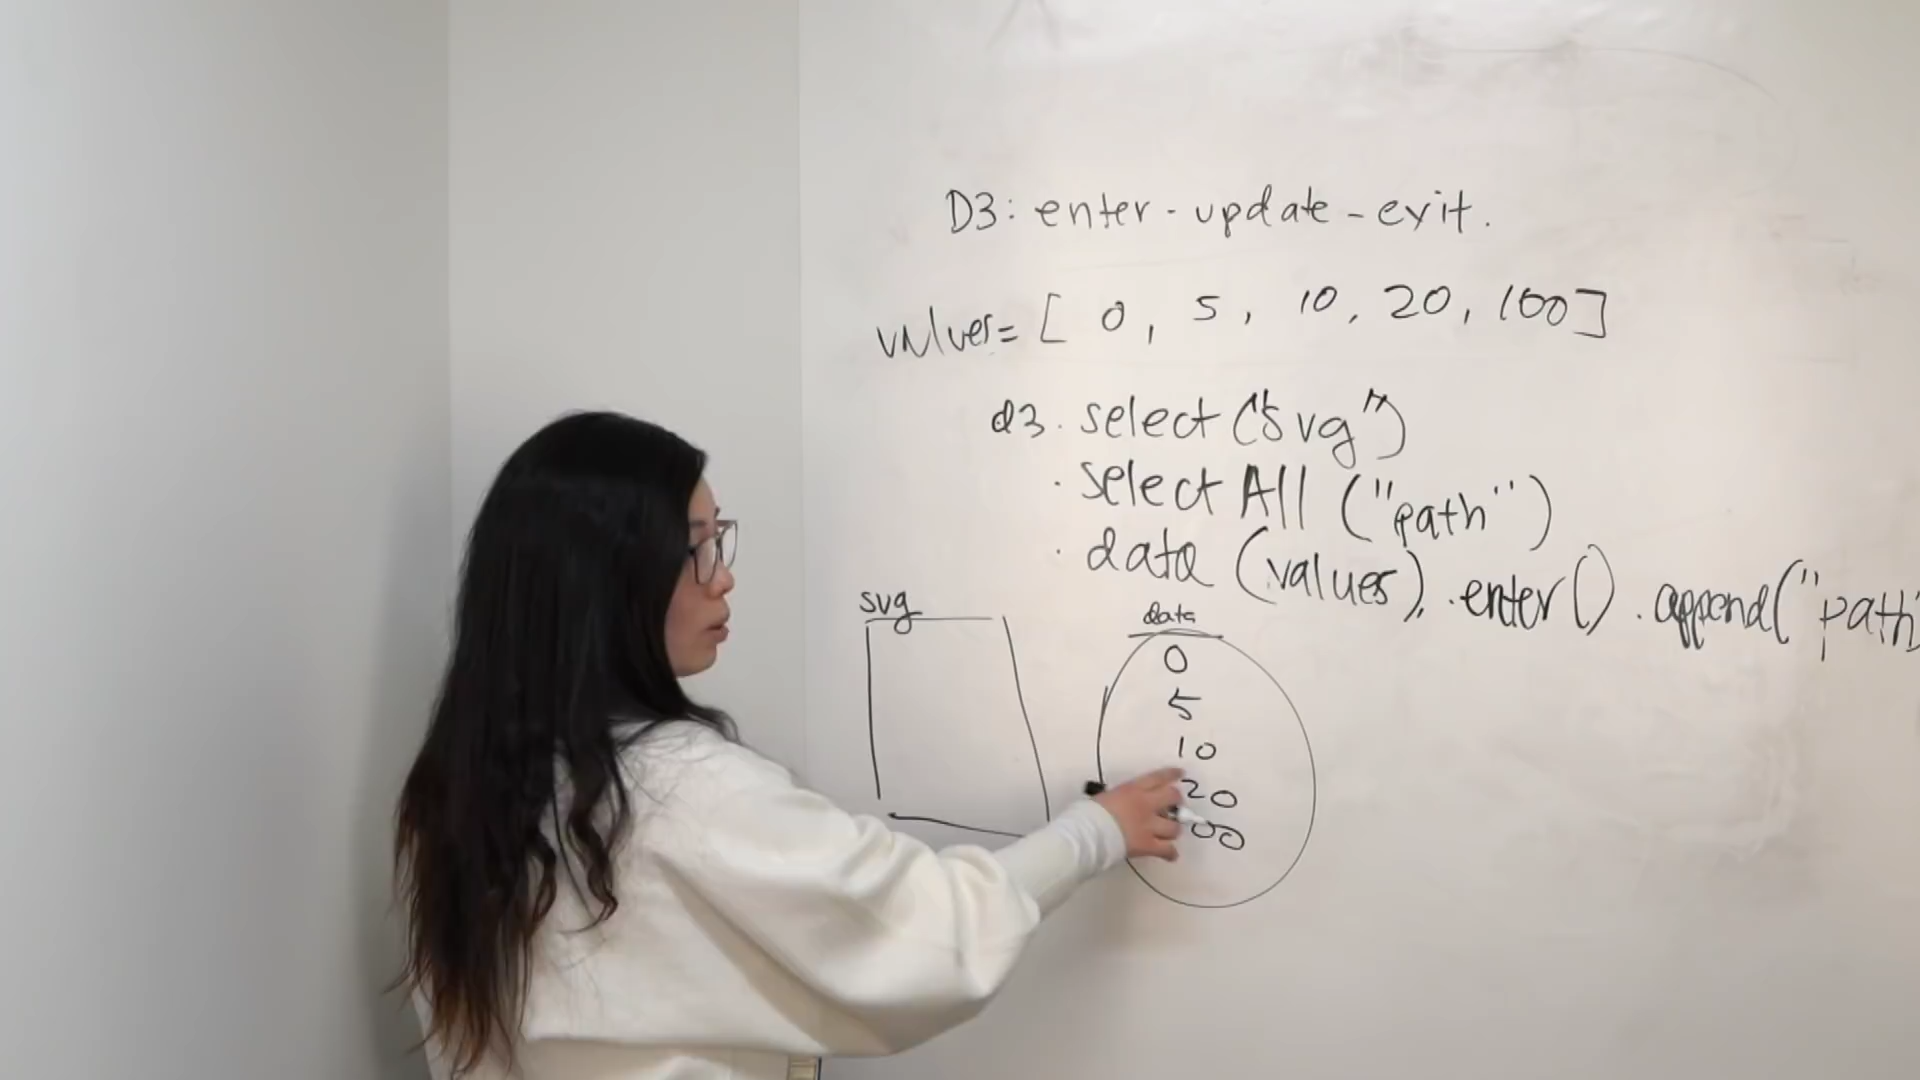 D3: enter - update - exit.
values= [ 0, 5, 10, 20, 100]
d3. select ("svg")
. select All ("path")
. data (values). .enter() . append("path"
svg
data
0
5
10
20
00